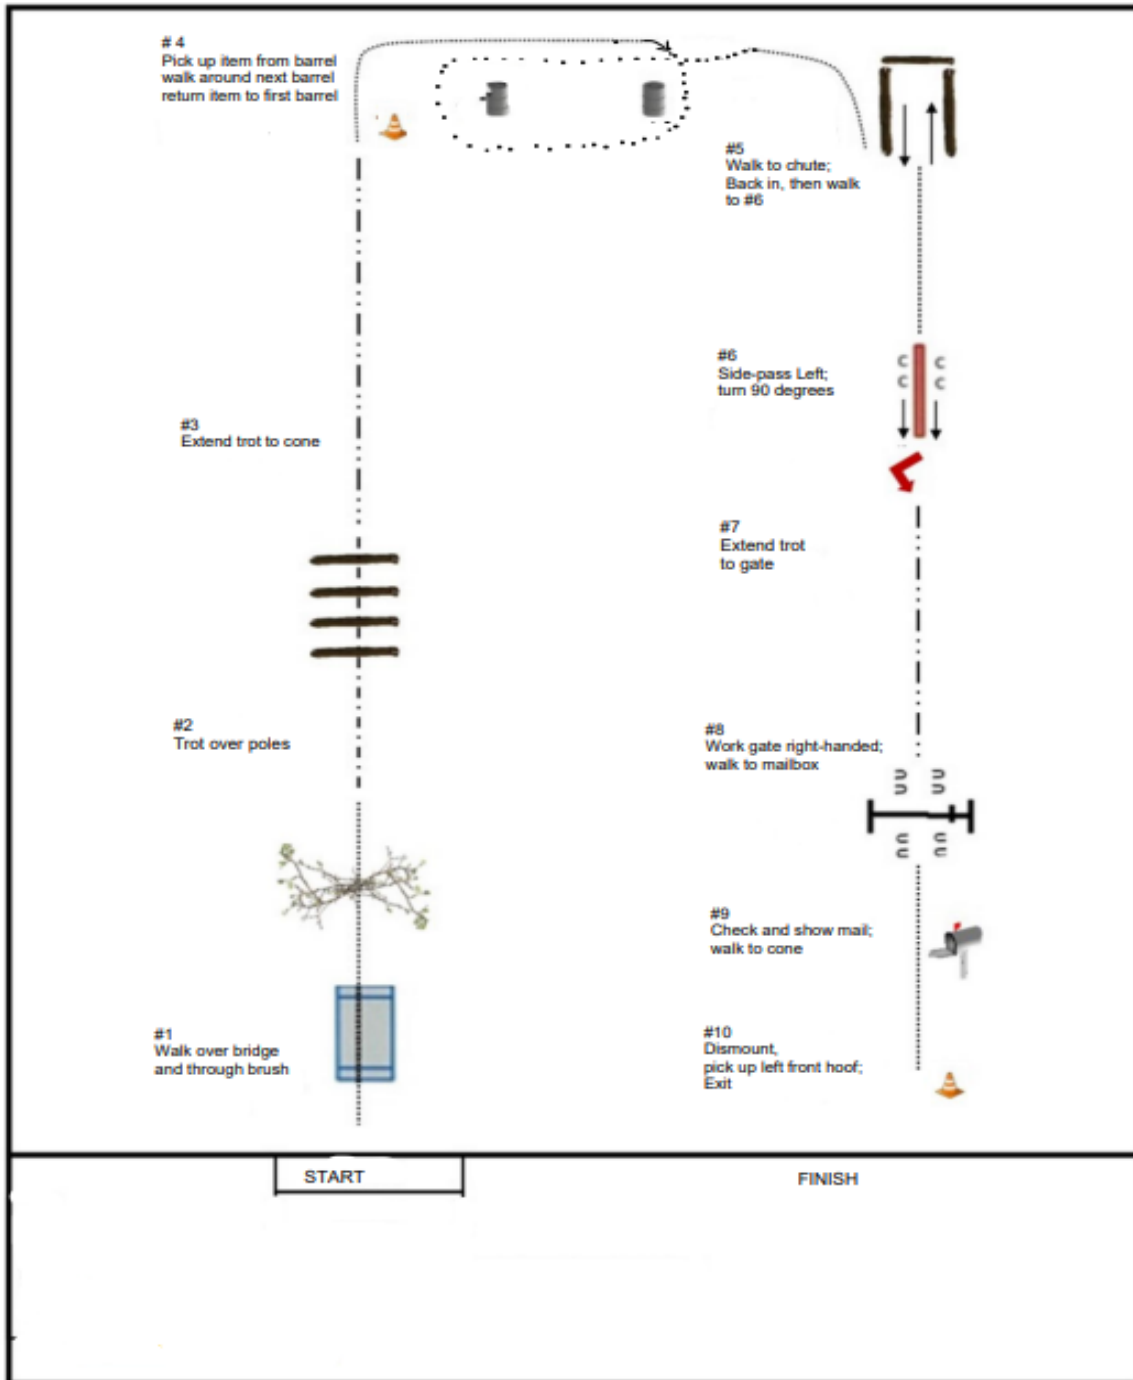 # 4
Pick up item from barrel
walk around next barrel
return item to first barrel
#5
Walk to chute;
Back in, then walk
to #6
#6
Side-pass Left;
turn 90 degrees
#3
Extend trot to cone
#7
Extend trot
to gate
#2
Trot over poles
#8
Work gate right-handed;
walk to mailbox
#9
Check and show mail;
walk to cone
#1
Walk over bridge
and through brush
#10
Dismount,
pick up left front hoof;
Exit
START
FINISH